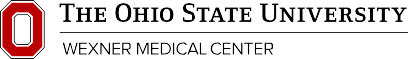 THE OHIO STATE UNIVERSITY
WEXNER MEDICAL CENTER